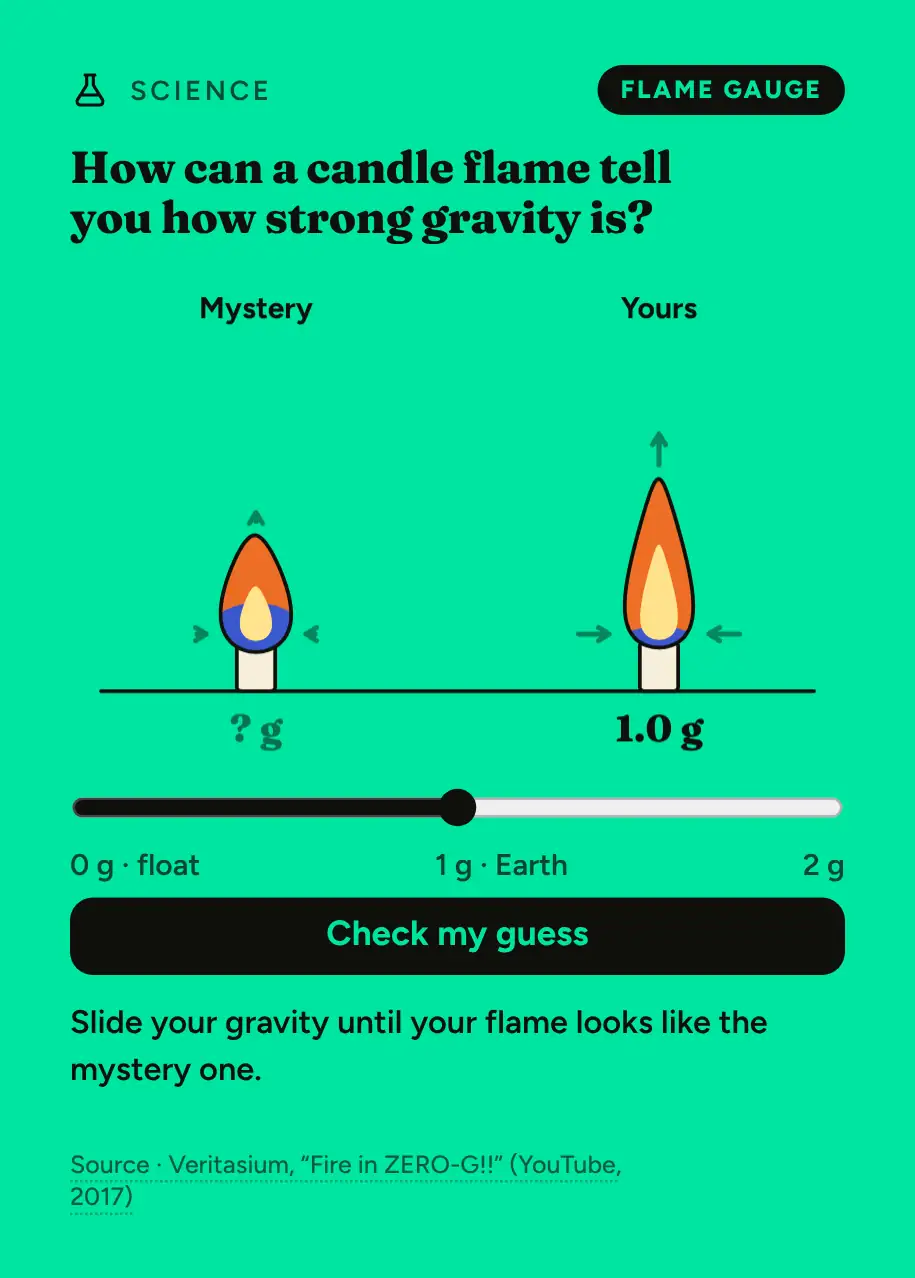 SCIENCE
FLAME GAUGE
How can a candle flame tell
you how strong gravity is?
Mystery
Yours
? g
1.0 g
0 g · float
1 g · Earth
2 g
Check my guess
Slide your gravity until your flame looks like the
mystery one.
Source · Veritasium, “Fire in ZERO-G!!” (YouTube,
2017)